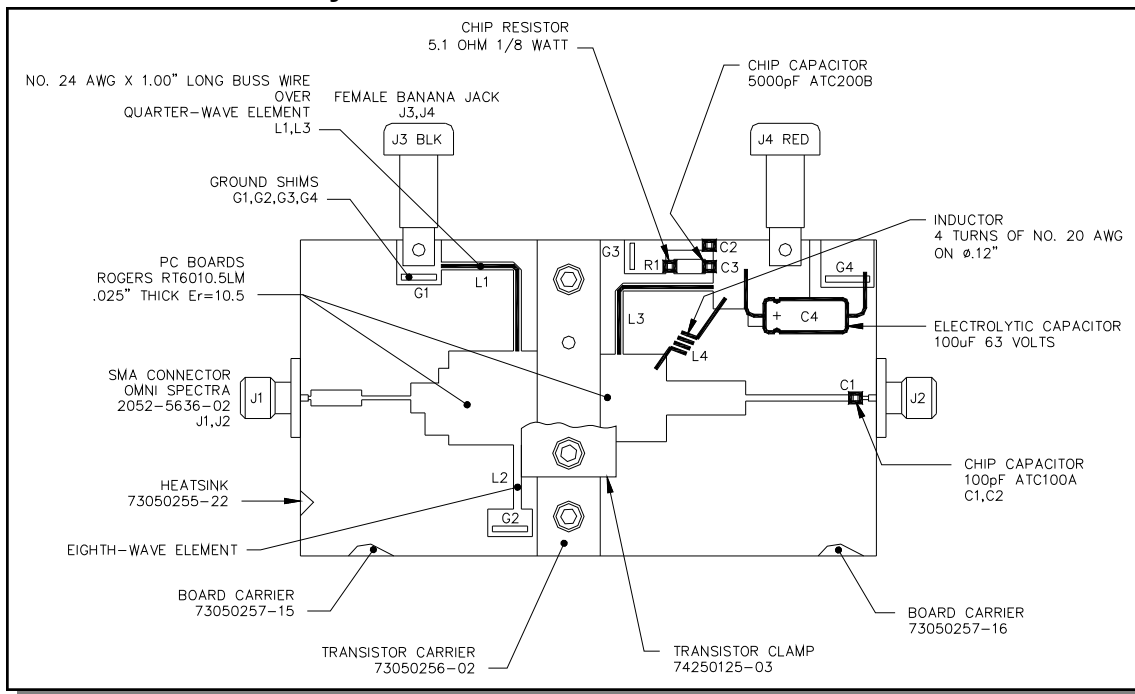 CHIP RESISTOR
5.1 OHM 1/8 WATT
CHIP CAPACITOR
5000pF ATC200B
NO. 24 AWG X 1.00" LONG BUSS WIRE
OVER
QUARTER-WAVE ELEMENT
L1,L3
FEMALE BANANA JACK
J3,J4
J3 BLK
J4 RED
GROUND SHIMS
G1,G2,G3,G4
INDUCTOR
4 TURNS OF NO. 20 AWG
ON ø.12"
G3
C2
R1
C3
G4
L1
G1
PC BOARDS
ROGERS RT6010.5LM
.025" THICK Er=10.5
L3
+ C4
ELECTROLYTIC CAPACITOR
100uF 63 VOLTS
L4
SMA CONNECTOR
OMNI SPECTRA
2052-5636-02
J1,J2
J1
C1
J2
CHIP CAPACITOR
100pF ATC100A
C1,C2
HEATSINK
73050255-22
L2
G2
EIGHTH-WAVE ELEMENT
BOARD CARRIER
73050257-15
BOARD CARRIER
73050257-16
TRANSISTOR CARRIER
73050256-02
TRANSISTOR CLAMP
74250125-03